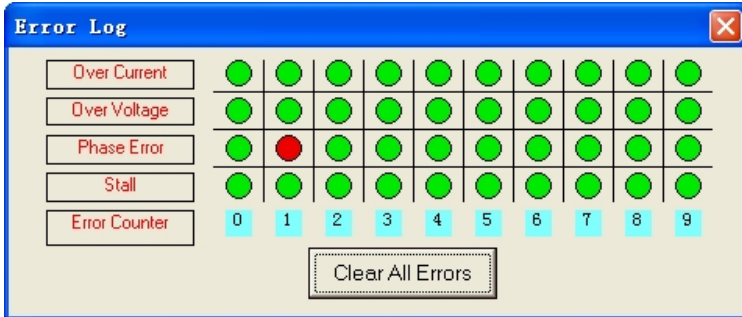 Error Log
Over Current
Over Voltage
Phase Error
Stall
Error Counter 0 1 2 3 4 5 6 7 8 9
Clear All Errors